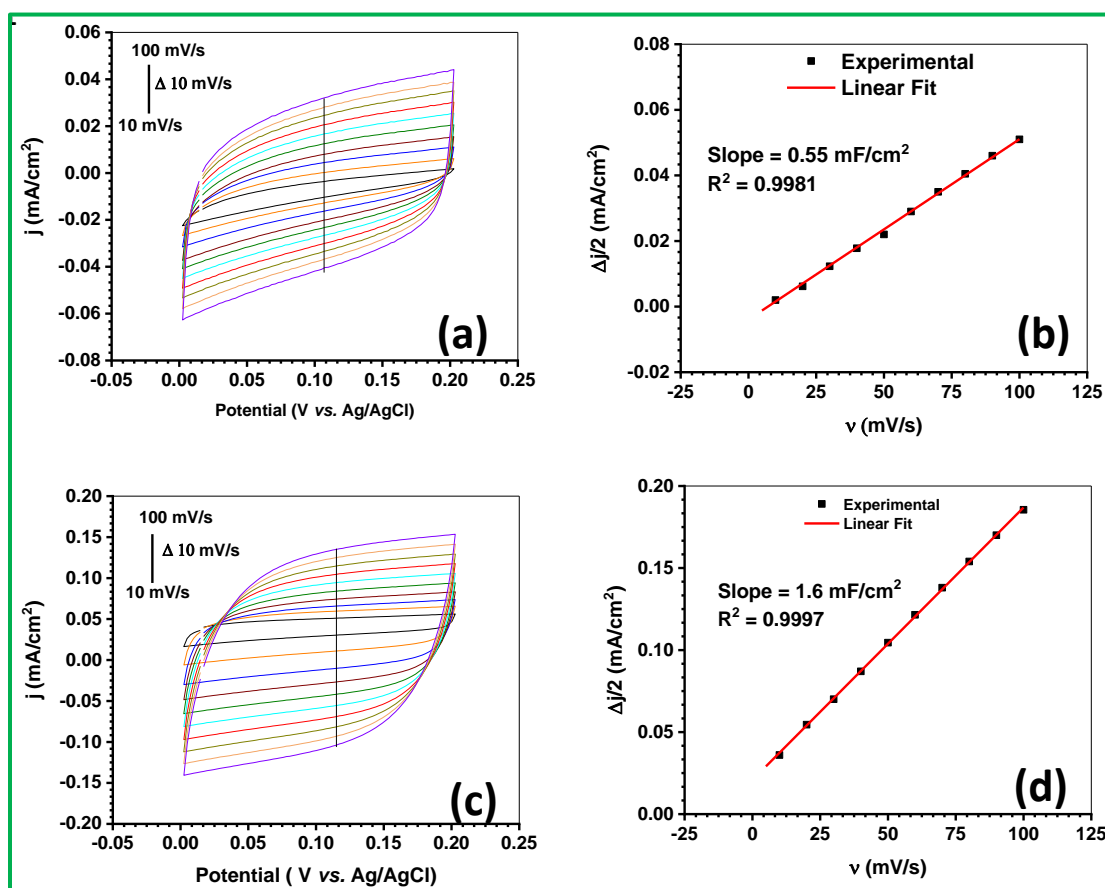 0.06
0.04
0.02
0.00
-0.02
-0.04
-0.06
-0.08
j (mA/cm²)
100 mV/s
Δ 10 mV/s
10 mV/s
(a)
-0.05 0.00 0.05 0.10 0.15 0.20 0.25
Potential (V vs. Ag/AgCl)
0.08
0.06
0.04
0.02
0.00
-0.02
Δj/2 (mA/cm²)
Experimental
Linear Fit
Slope = 0.55 mF/cm²
R² = 0.9981
(b)
-25 0 25 50 75 100 125
ν (mV/s)
0.20
0.15
0.10
0.05
0.00
-0.05
-0.10
-0.15
-0.20
j (mA/cm²)
100 mV/s
Δ 10 mV/s
10 mV/s
(c)
-0.05 0.00 0.05 0.10 0.15 0.20 0.25
Potential ( V vs. Ag/AgCl)
0.20
0.15
0.10
0.05
0.00
Δj/2 (mA/cm²)
Experimental
Linear Fit
Slope = 1.6 mF/cm²
R² = 0.9997
(d)
-25 0 25 50 75 100 125
ν (mV/s)